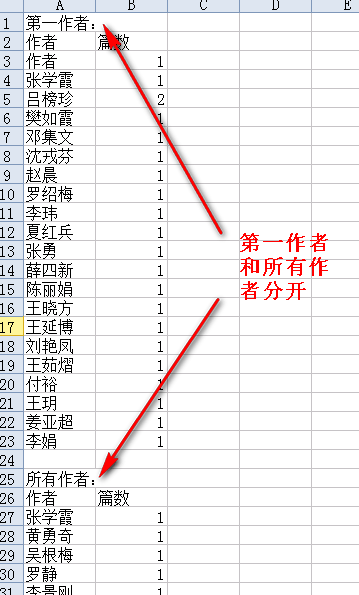 A B C D E
1 第一作者：
2 作者 篇数
3 作者 1
4 张学霞 1
5 吕榜珍 2
6 樊如霞 1
7 邓集文 1
8 沈戎芬 1
9 赵晨 1
10 罗绍梅 1
11 李玮 1
12 夏红兵 1
13 张勇 1
14 薛四新 1
15 陈丽娟 1
16 王晓方 1
17 王延博 1
18 刘艳凤 1
19 王茹熠 1
20 付裕 1
21 王玥 1
22 姜亚超 1
23 李娟 1
24
25 所有作者：
26 作者 篇数
27 张学霞 1
28 黄勇奇 1
29 吴根梅 1
30 罗静 1
31 李景刚 1
第一作者
和所有作
者分开